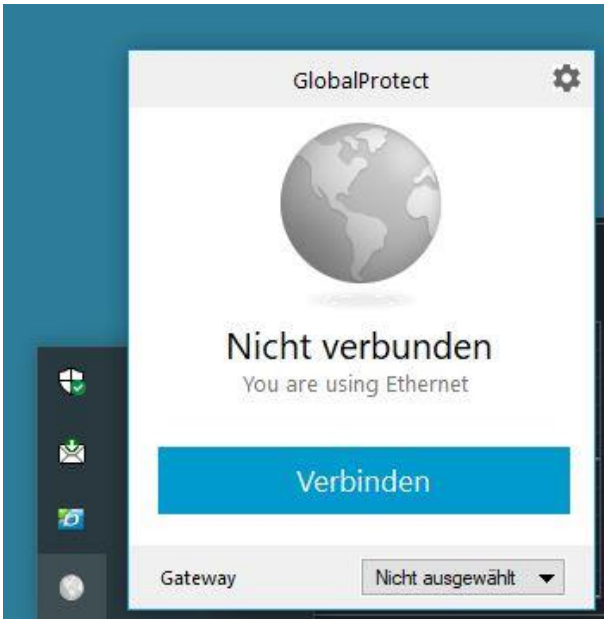 GlobalProtect
Nicht verbunden
You are using Ethernet
Verbinden
Gateway Nicht ausgewählt